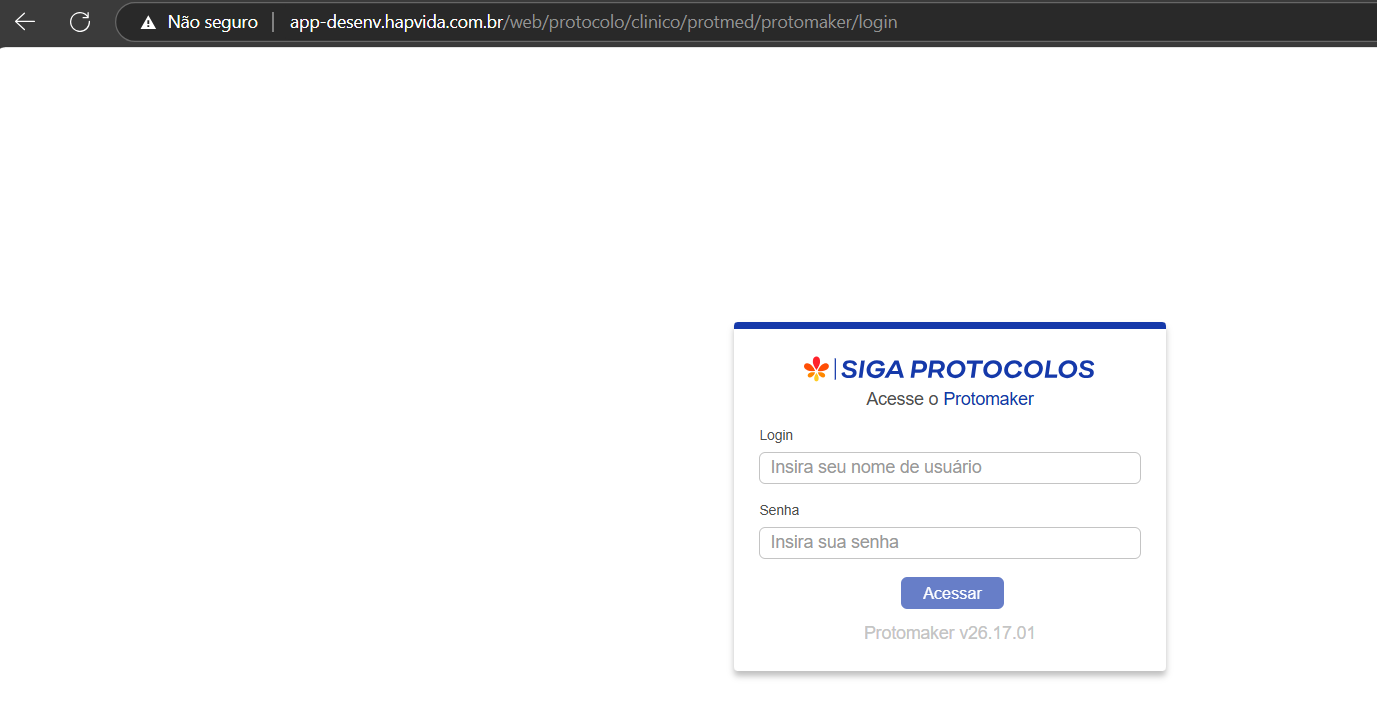 Não seguro | app-desenv.hapvida.com.br/web/protocolo/clinico/protmed/protomaker/login
SIGA PROTOCOLOS
Acesse o Protomaker
Login
Insira seu nome de usuário
Senha
Insira sua senha
Acessar
Protomaker v26.17.01